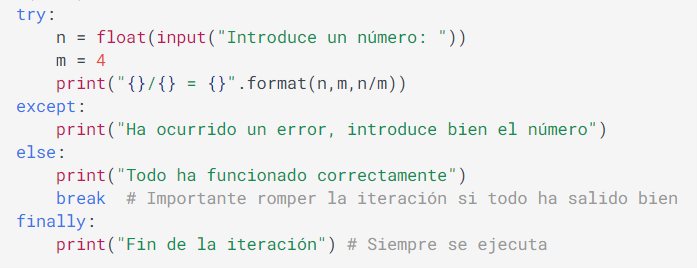 try:
    n = float(input("Introduce un número: "))
    m = 4
    print("{}/{} = {}".format(n,m,n/m))
except:
    print("Ha ocurrido un error, introduce bien el número")
else:
    print("Todo ha funcionado correctamente")
    break  # Importante romper la iteración si todo ha salido bien
finally:
    print("Fin de la iteración") # Siempre se ejecuta